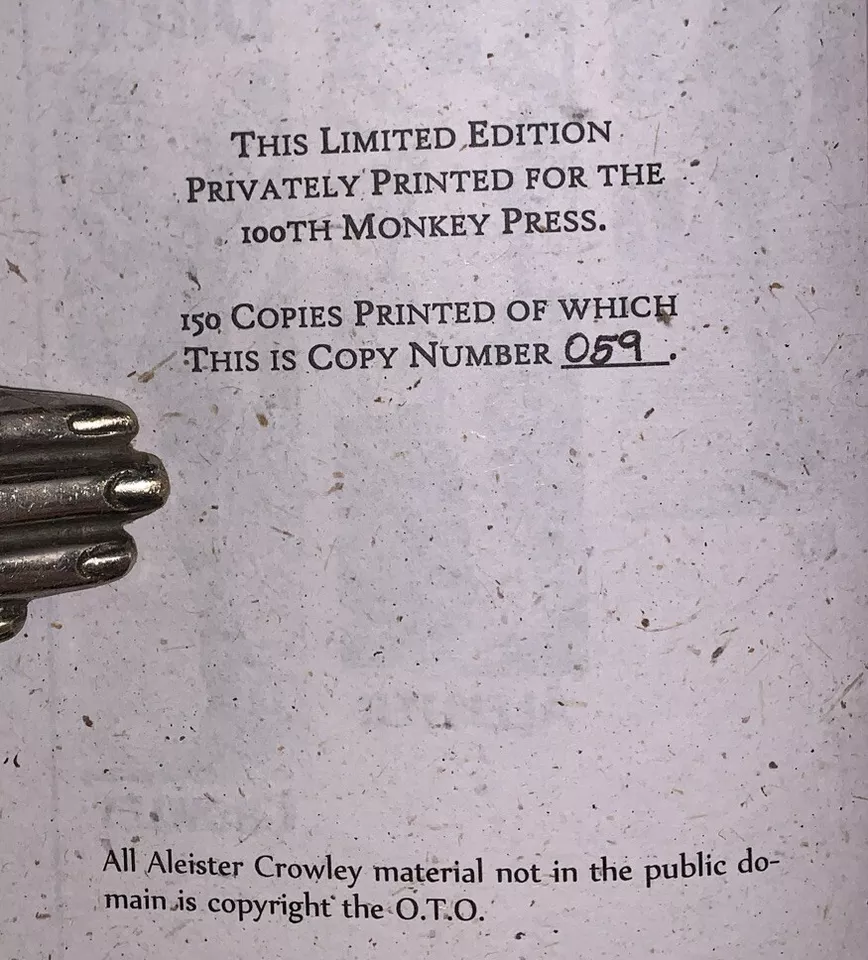 THIS LIMITED EDITION
PRIVATELY PRINTED FOR THE
100TH MONKEY PRESS.
150 COPIES PRINTED OF WHICH
THIS IS COPY NUMBER 059.
All Aleister Crowley material not in the public do-
main is copyright the O.T.O.